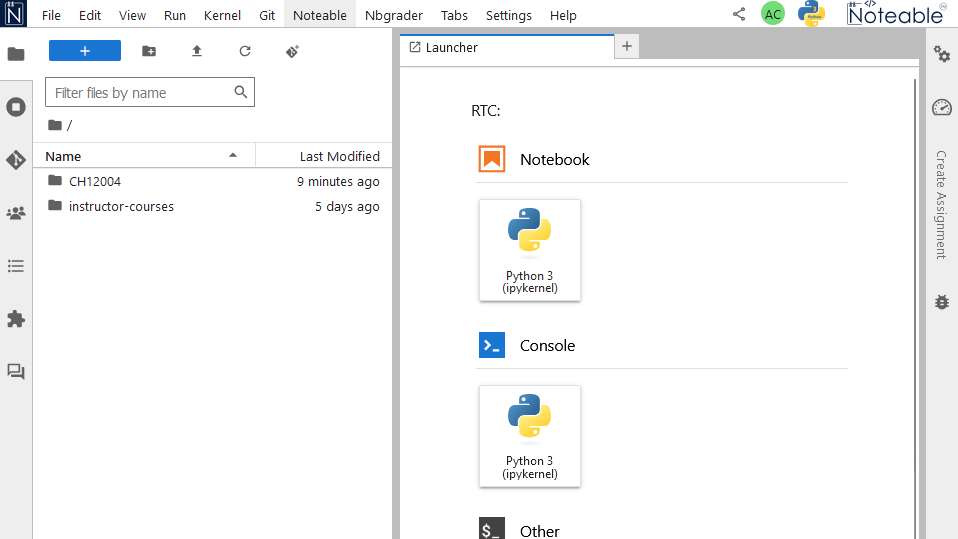 N
File Edit View Run Kernel Git Noteable Nbgrader Tabs Settings Help
AC
Python
</>
Noteable
Launcher
Filter files by name
/
Name Last Modified
CH12004 9 minutes ago
instructor-courses 5 days ago
RTC:
Notebook
Python 3
(ipykernel)
Console
Python 3
(ipykernel)
$_ Other
Create Assignment